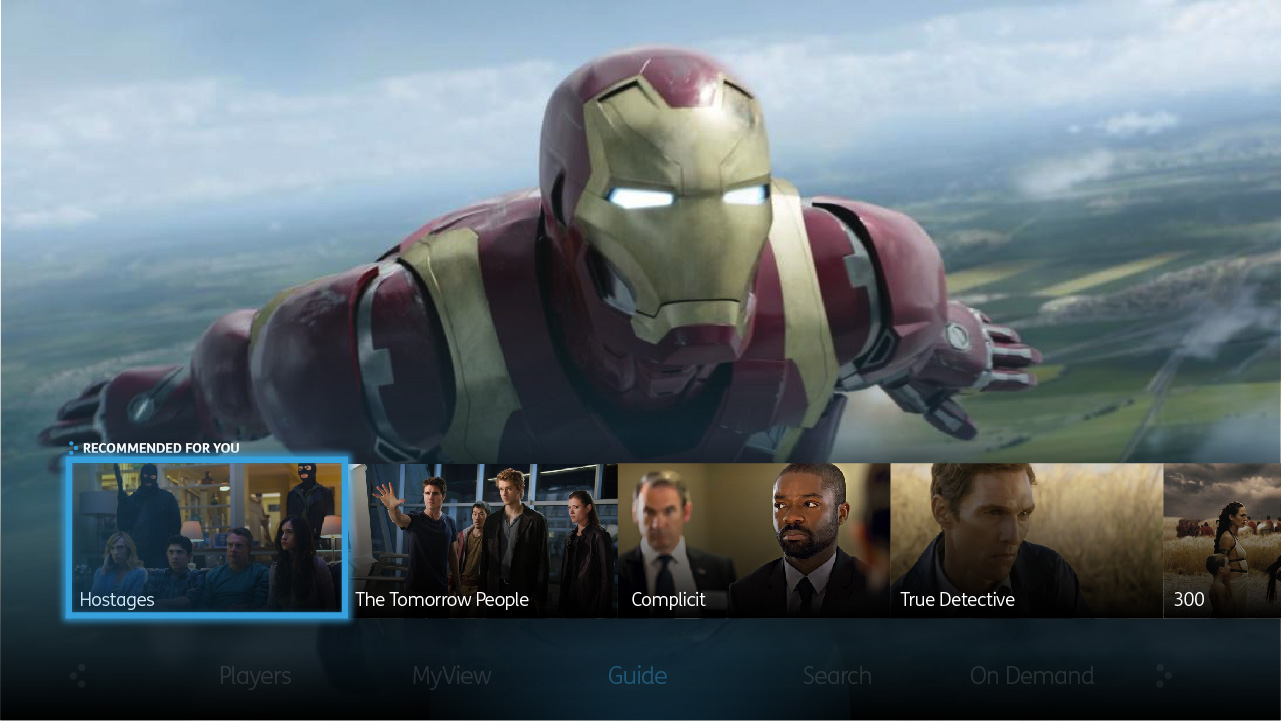 RECOMMENDED FOR YOU
Hostages
The Tomorrow People
Complicit
True Detective
300
Players
MyView
Guide
Search
On Demand